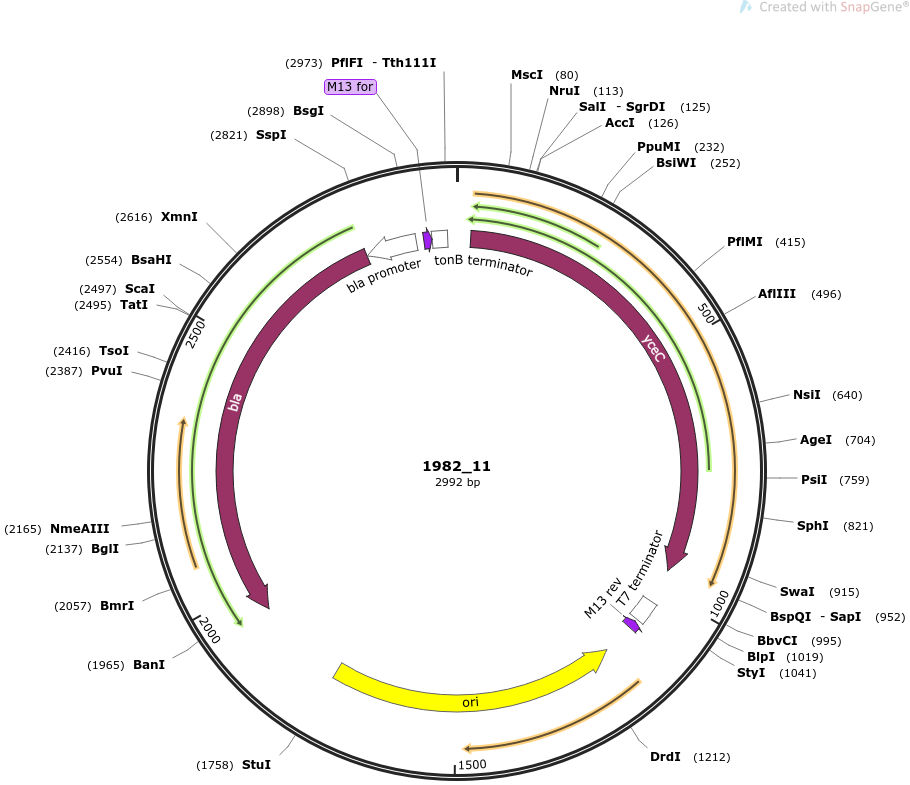 Created with SnapGene®
(2973) PflFI - Tth111I
M13 for
(2898) BsgI
(2821) SspI
(2616) XmnI
(2554) BsaHI
(2497) ScaI
(2495) TatI
(2416) TsoI
(2387) PvuI
(2165) NmeAIII
(2137) BglI
(2057) BmrI
(1965) BanI
(1758) StuI
MscI (80)
NruI (113)
SalI - SgrDI (125)
AccI (126)
PpuMI (232)
BsiWI (252)
PflMI (415)
AflIII (496)
NsiI (640)
AgeI (704)
PsiI (759)
SphI (821)
SwaI (915)
BspQI - SapI (952)
BbvCI (995)
BlpI (1019)
StyI (1041)
DrdI (1212)
500
1000
1500
2000
2500
bla promoter
tonB terminator
yceC
bla
T7 terminator
M13 rev
ori
1982_11
2992 bp